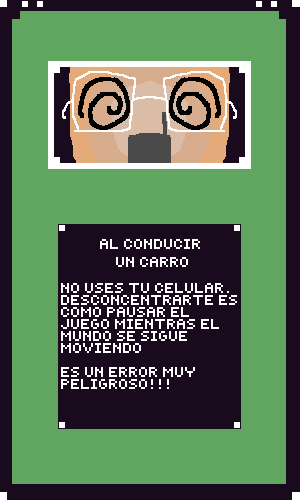 AL CONDUCIR
UN CARRO
NO USES TU CELULAR.
DESCONCENTRARTE ES
COMO PAUSAR EL
JUEGO MIENTRAS EL
MUNDO SE SIGUE
MOVIENDO
ES UN ERROR MUY
PELIGROSO!!!